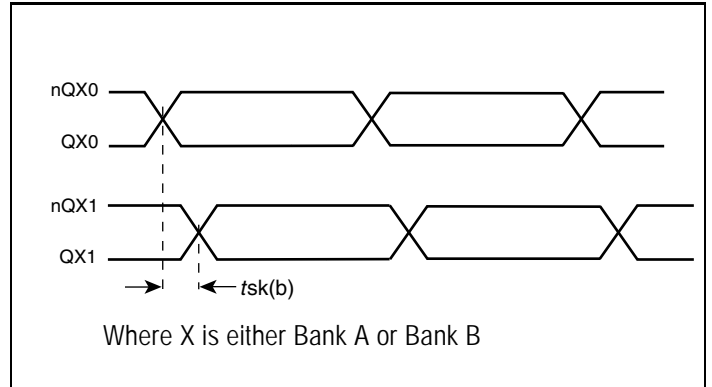 nQX0
QX0
nQX1
QX1
tsk(b)
Where X is either Bank A or Bank B